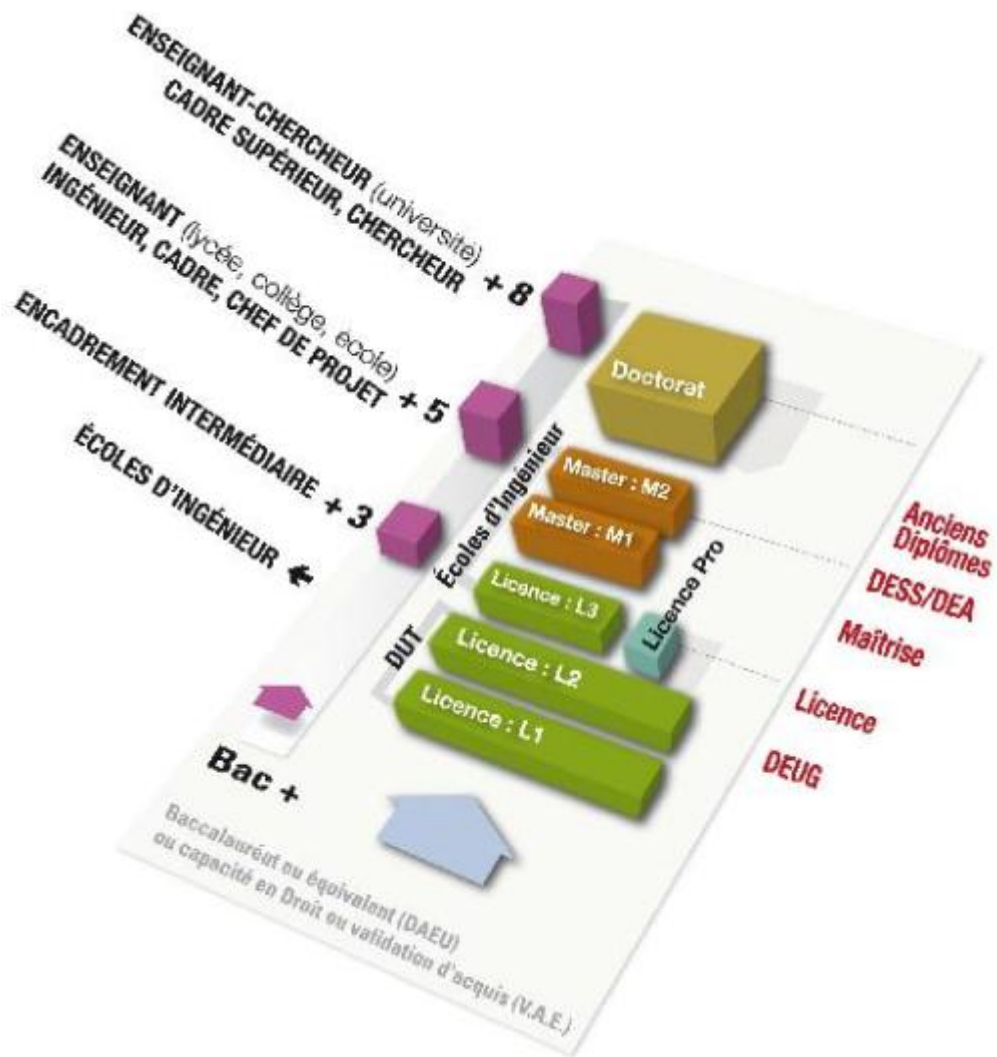 ENSEIGNANT-CHERCHEUR (université)
CADRE SUPÉRIEUR, CHERCHEUR
+ 8
ENSEIGNANT (lycée, collège, école)
INGÉNIEUR, CADRE, CHEF DE PROJET
+ 5
ENCADREMENT INTERMÉDIAIRE + 3
ÉCOLES D'INGÉNIEUR
Doctorat
Master : M2
Master : M1
Licence : L3
Licence : L2
Licence : L1
Écoles d'Ingénieur
DUT
Licence Pro
Anciens
Diplômes
DESS/DEA
Maîtrise
Licence
DEUG
Bac +
Baccalauréat ou équivalent (DAEU)
ou capacité en Droit ou validation d'acquis (V.A.E.)